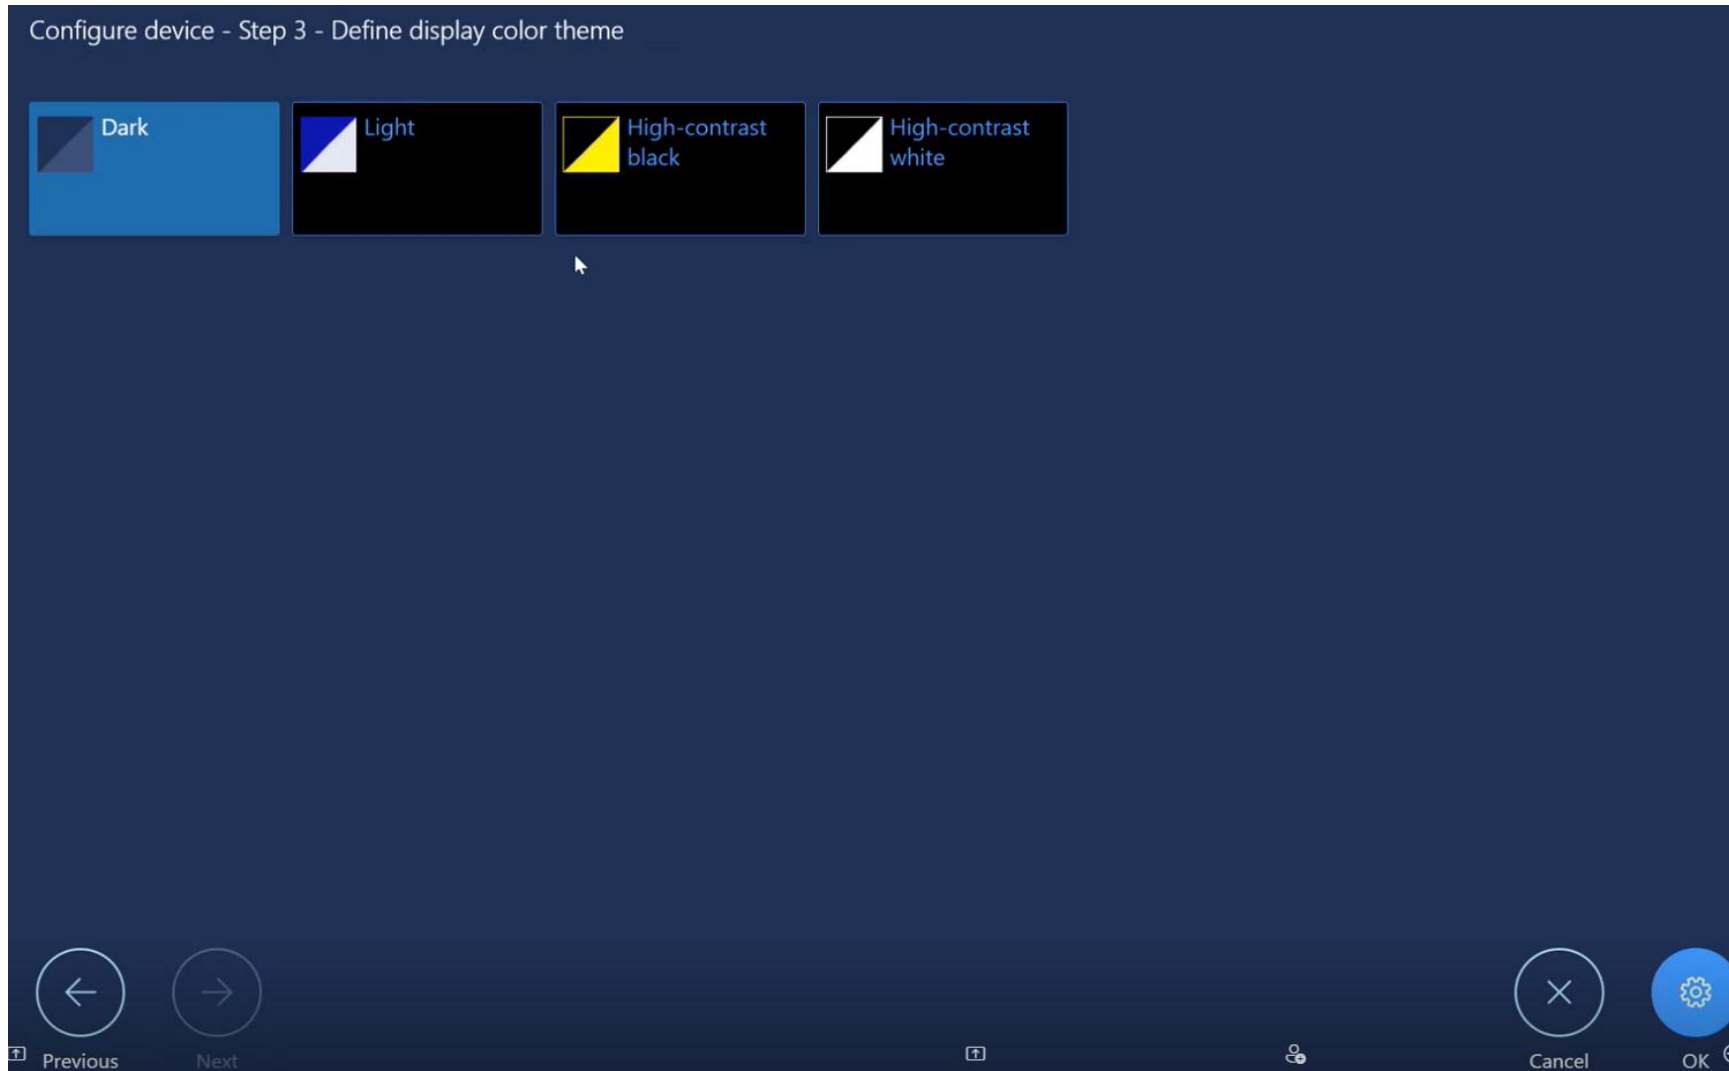 Configure device - Step 3 - Define display color theme
Dark
Light
High-contrast
black
High-contrast
white
Previous
Next
Cancel
OK